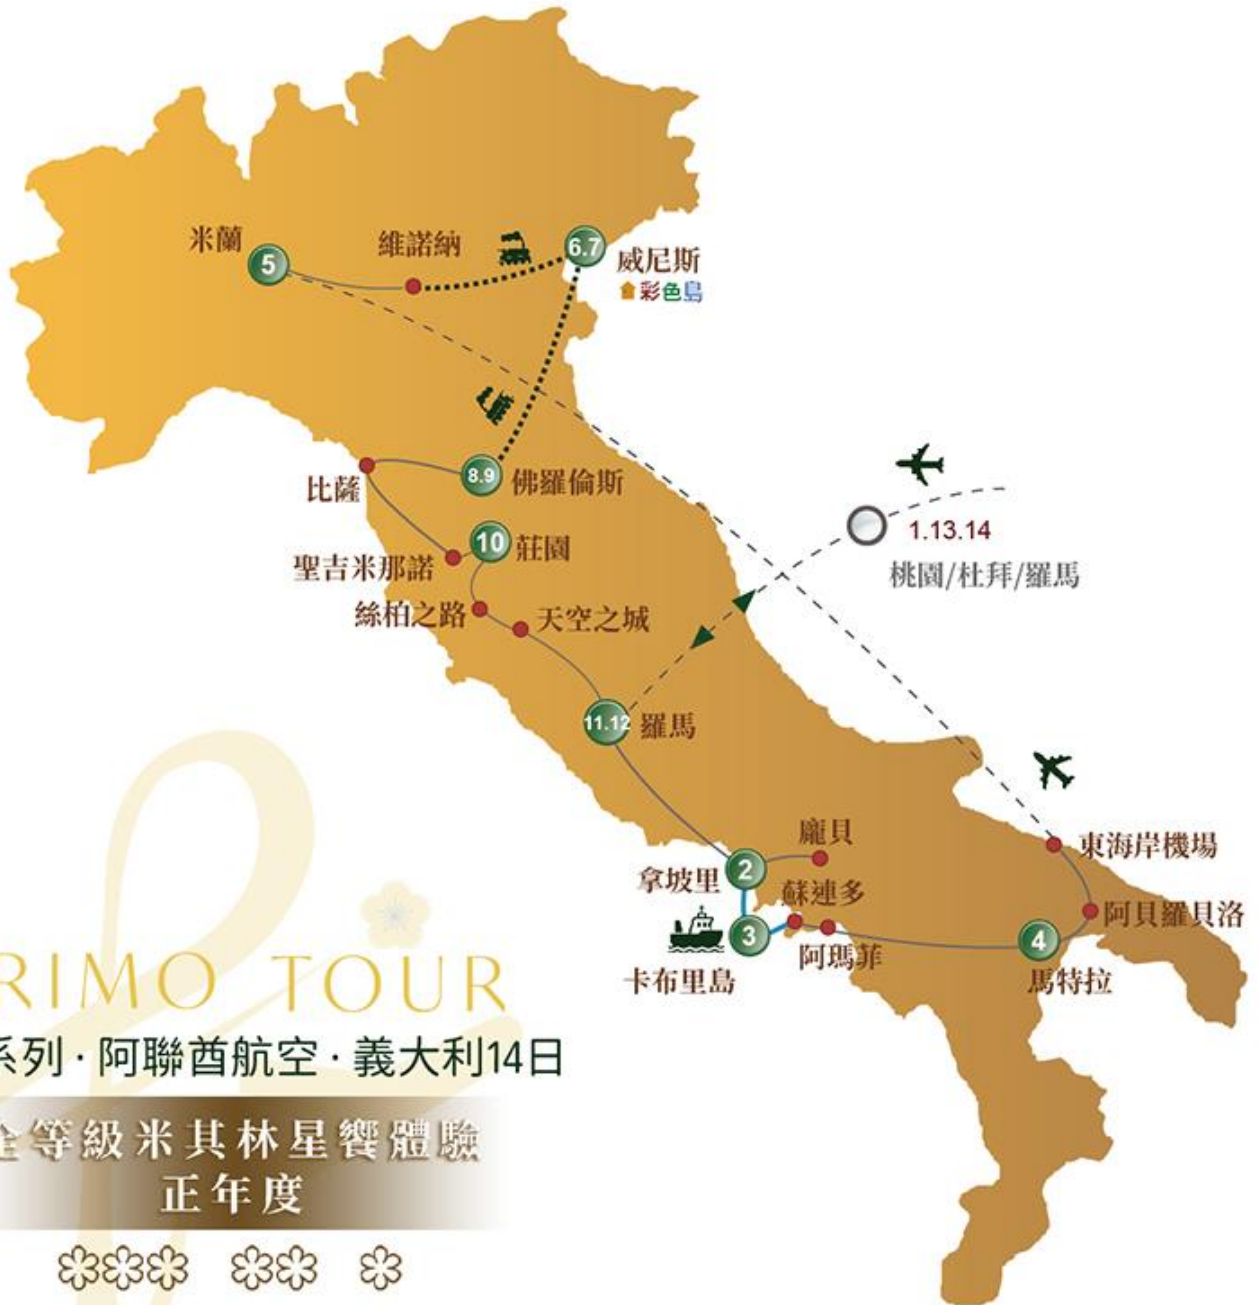 米蘭
5
維諾納
6.7
威尼斯
彩色島
比薩
8.9
佛羅倫斯
10
莊園
聖吉米那諾
絲柏之路
天空之城
1.13.14
桃園/杜拜/羅馬
11.12
羅馬
龐貝
2
拿坡里
蘇連多
3
卡布里島
阿瑪菲
4
馬特拉
東海岸機場
阿貝羅貝洛
RIMO TOUR
系列·阿聯酋航空·義大利14日
全等級米其林星饗體驗
正年度